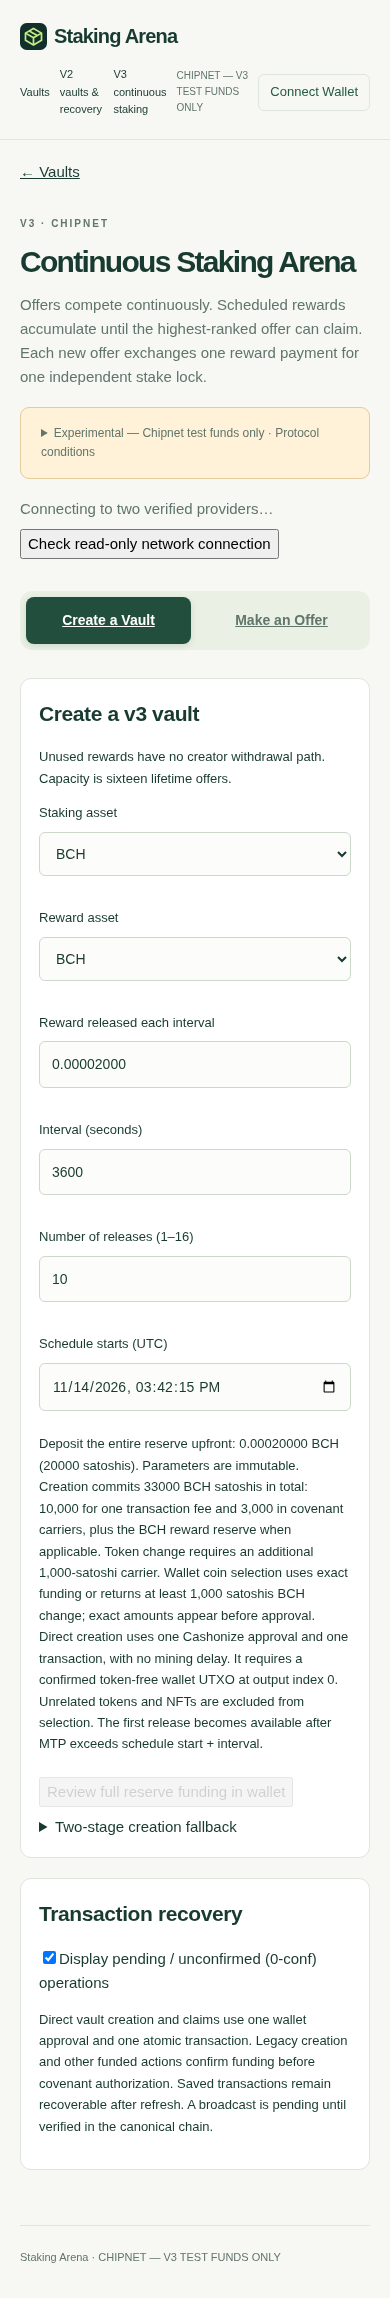 Staking Arena
Vaults
V2 vaults & recovery
V3 continuous staking
CHIPNET — V3 TEST FUNDS ONLY
Connect Wallet
← Vaults
V3 · CHIPNET
Continuous Staking Arena
Offers compete continuously. Scheduled rewards
accumulate until the highest-ranked offer can claim.
Each new offer exchanges one reward payment for
one independent stake lock.
▶ Experimental — Chipnet test funds only · Protocol
conditions
Connecting to two verified providers…
Check read-only network connection
Create a Vault
Make an Offer
Create a v3 vault
Unused rewards have no creator withdrawal path.
Capacity is sixteen lifetime offers.
Staking asset
BCH
Reward asset
BCH
Reward released each interval
0.00002000
Interval (seconds)
3600
Number of releases (1–16)
10
Schedule starts (UTC)
11/14/2026, 03:42:15 PM
Deposit the entire reserve upfront: 0.00020000 BCH
(20000 satoshis). Parameters are immutable.
Creation commits 33000 BCH satoshis in total:
10,000 for one transaction fee and 3,000 in covenant
carriers, plus the BCH reward reserve when
applicable. Token change requires an additional
1,000-satoshi carrier. Wallet coin selection uses exact
funding or returns at least 1,000 satoshis BCH
change; exact amounts appear before approval.
Direct creation uses one Cashonize approval and one
transaction, with no mining delay. It requires a
confirmed token-free wallet UTXO at output index 0.
Unrelated tokens and NFTs are excluded from
selection. The first release becomes available after
MTP exceeds schedule start + interval.
Review full reserve funding in wallet
▶ Two-stage creation fallback
Transaction recovery
Display pending / unconfirmed (0-conf)
operations
Direct vault creation and claims use one wallet
approval and one atomic transaction. Legacy creation
and other funded actions confirm funding before
covenant authorization. Saved transactions remain
recoverable after refresh. A broadcast is pending until
verified in the canonical chain.
Staking Arena · CHIPNET — V3 TEST FUNDS ONLY